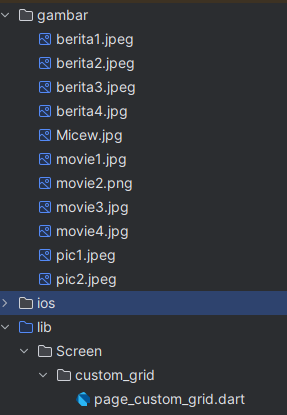 gambar
berita1.jpeg
berita2.jpeg
berita3.jpeg
berita4.jpg
Micew.jpg
movie1.jpg
movie2.png
movie3.jpg
movie4.jpg
pic1.jpeg
pic2.jpeg
ios
lib
Screen
custom_grid
page_custom_grid.dart